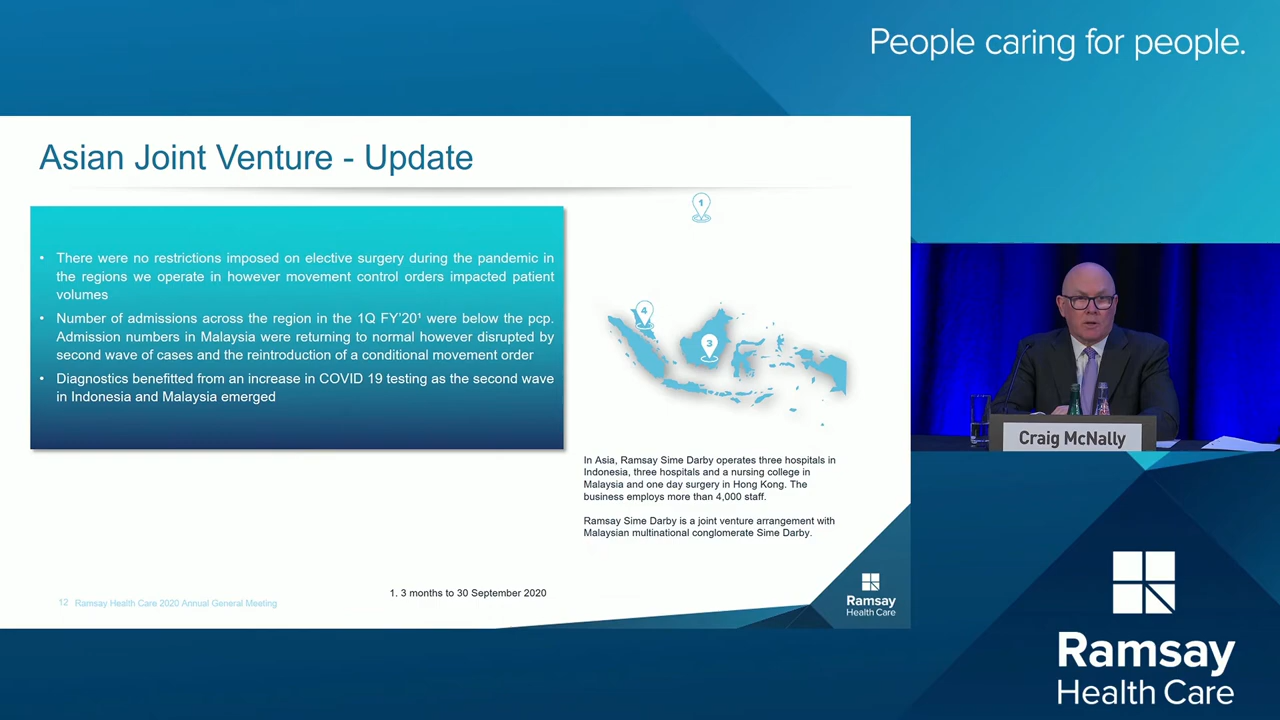 People caring for people.
Asian Joint Venture - Update
• There were no restrictions imposed on elective surgery during the pandemic in
the regions we operate in however movement control orders impacted patient
volumes
• Number of admissions across the region in the 1Q FY'20¹ were below the pcp.
Admission numbers in Malaysia were returning to normal however disrupted by
second wave of cases and the reintroduction of a conditional movement order
• Diagnostics benefitted from an increase in COVID 19 testing as the second wave
in Indonesia and Malaysia emerged
1
4
3
In Asia, Ramsay Sime Darby operates three hospitals in
Indonesia, three hospitals and a nursing college in
Malaysia and one day surgery in Hong Kong. The
business employs more than 4,000 staff.
Ramsay Sime Darby is a joint venture arrangement with
Malaysian multinational conglomerate Sime Darby.
1. 3 months to 30 September 2020
12 Ramsay Health Care 2020 Annual General Meeting
Ramsay
Health Care
Craig McNally
Ramsay
Health Care